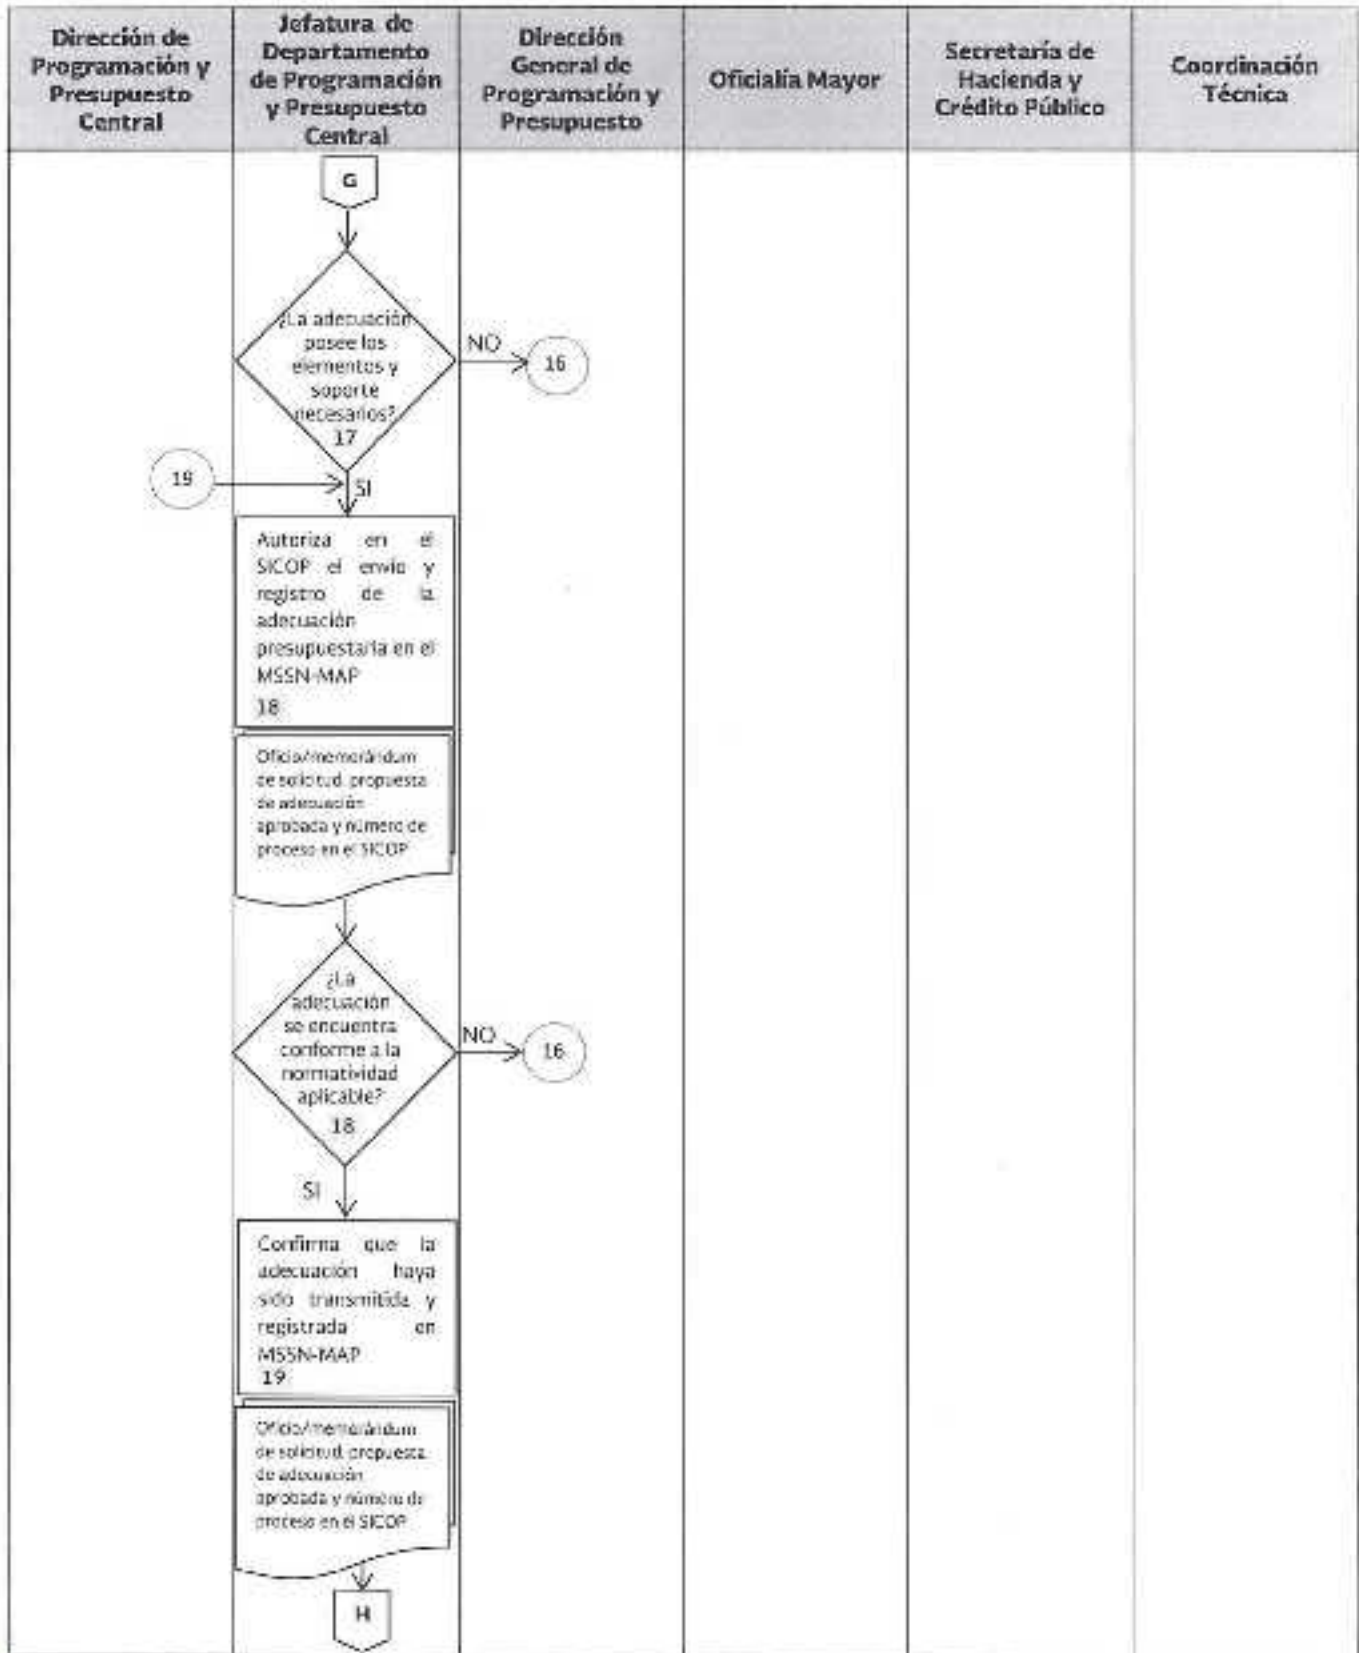 Dirección de
Programación y
Presupuesto
Central
Jefatura de
Departamento
de Programación
y Presupuesto
Central
Dirección
General de
Programación y
Presupuesto
Oficialía Mayor
Secretaría de
Hacienda y
Crédito Público
Coordinación
Técnica
G
¿La adecuación
posee los
elementos y
soporte
necesarios?
17
NO
16
19
SI
Autoriza en el
SICOP el envío y
registro de la
adecuación
presupuestaria en el
MSSN-MAP
18
Oficio/memorándum
de solicitud, propuesta
de adecuación
aprobada y número de
proceso en el SICOP
¿La
adecuación
se encuentra
conforme a la
normatividad
aplicable?
18
NO
16
SI
Confirma que la
adecuación haya
sido transmitida y
registrada en
MSSN-MAP
19
Oficio/memorándum
de solicitud, propuesta
de adecuación
aprobada y número de
proceso en el SICOP
H